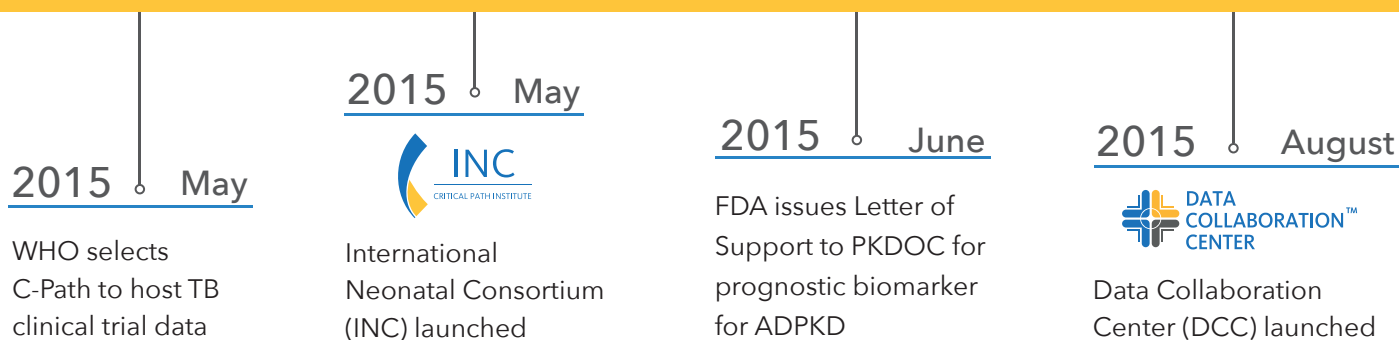 2015 May
WHO selects
C-Path to host TB
clinical trial data
2015 May
INC
CRITICAL PATH INSTITUTE
International
Neonatal Consortium
(INC) launched
2015 June
FDA issues Letter of
Support to PKDOC for
prognostic biomarker
for ADPKD
2015 August
DATA
COLLABORATION™
CENTER
Data Collaboration
Center (DCC) launched